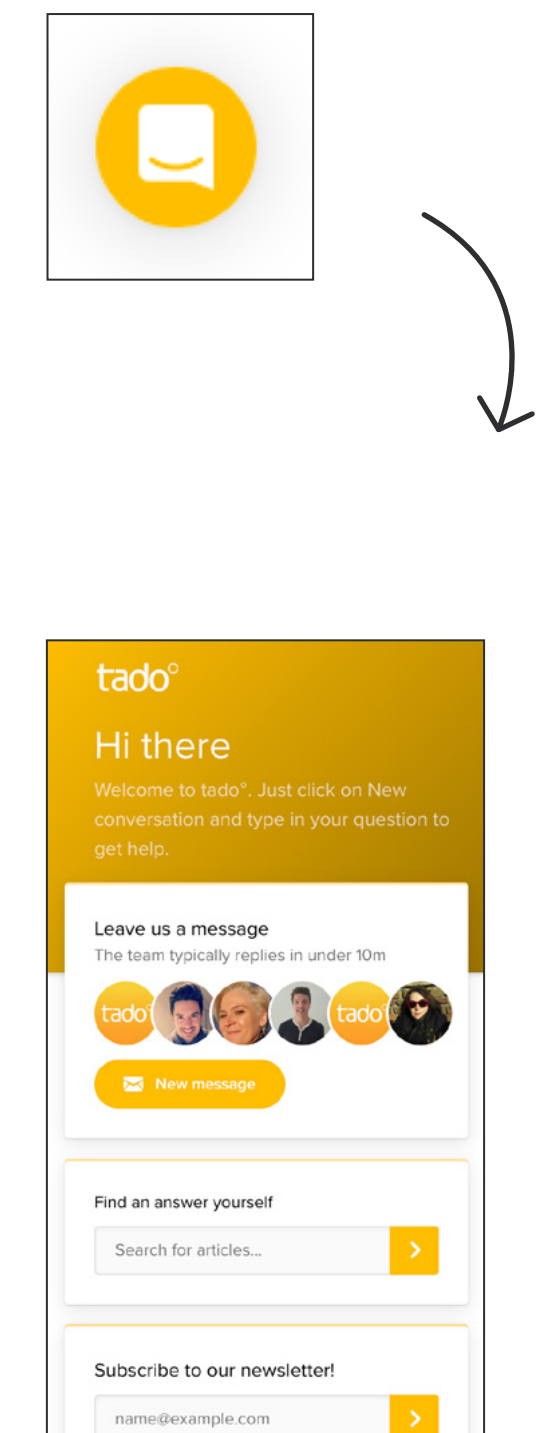 tado°
Hi there
Welcome to tado°. Just click on New
conversation and type in your question to
get help.
Leave us a message
The team typically replies in under 10m
tado° tado°
New message
Find an answer yourself
Search for articles...
Subscribe to our newsletter!
name@example.com